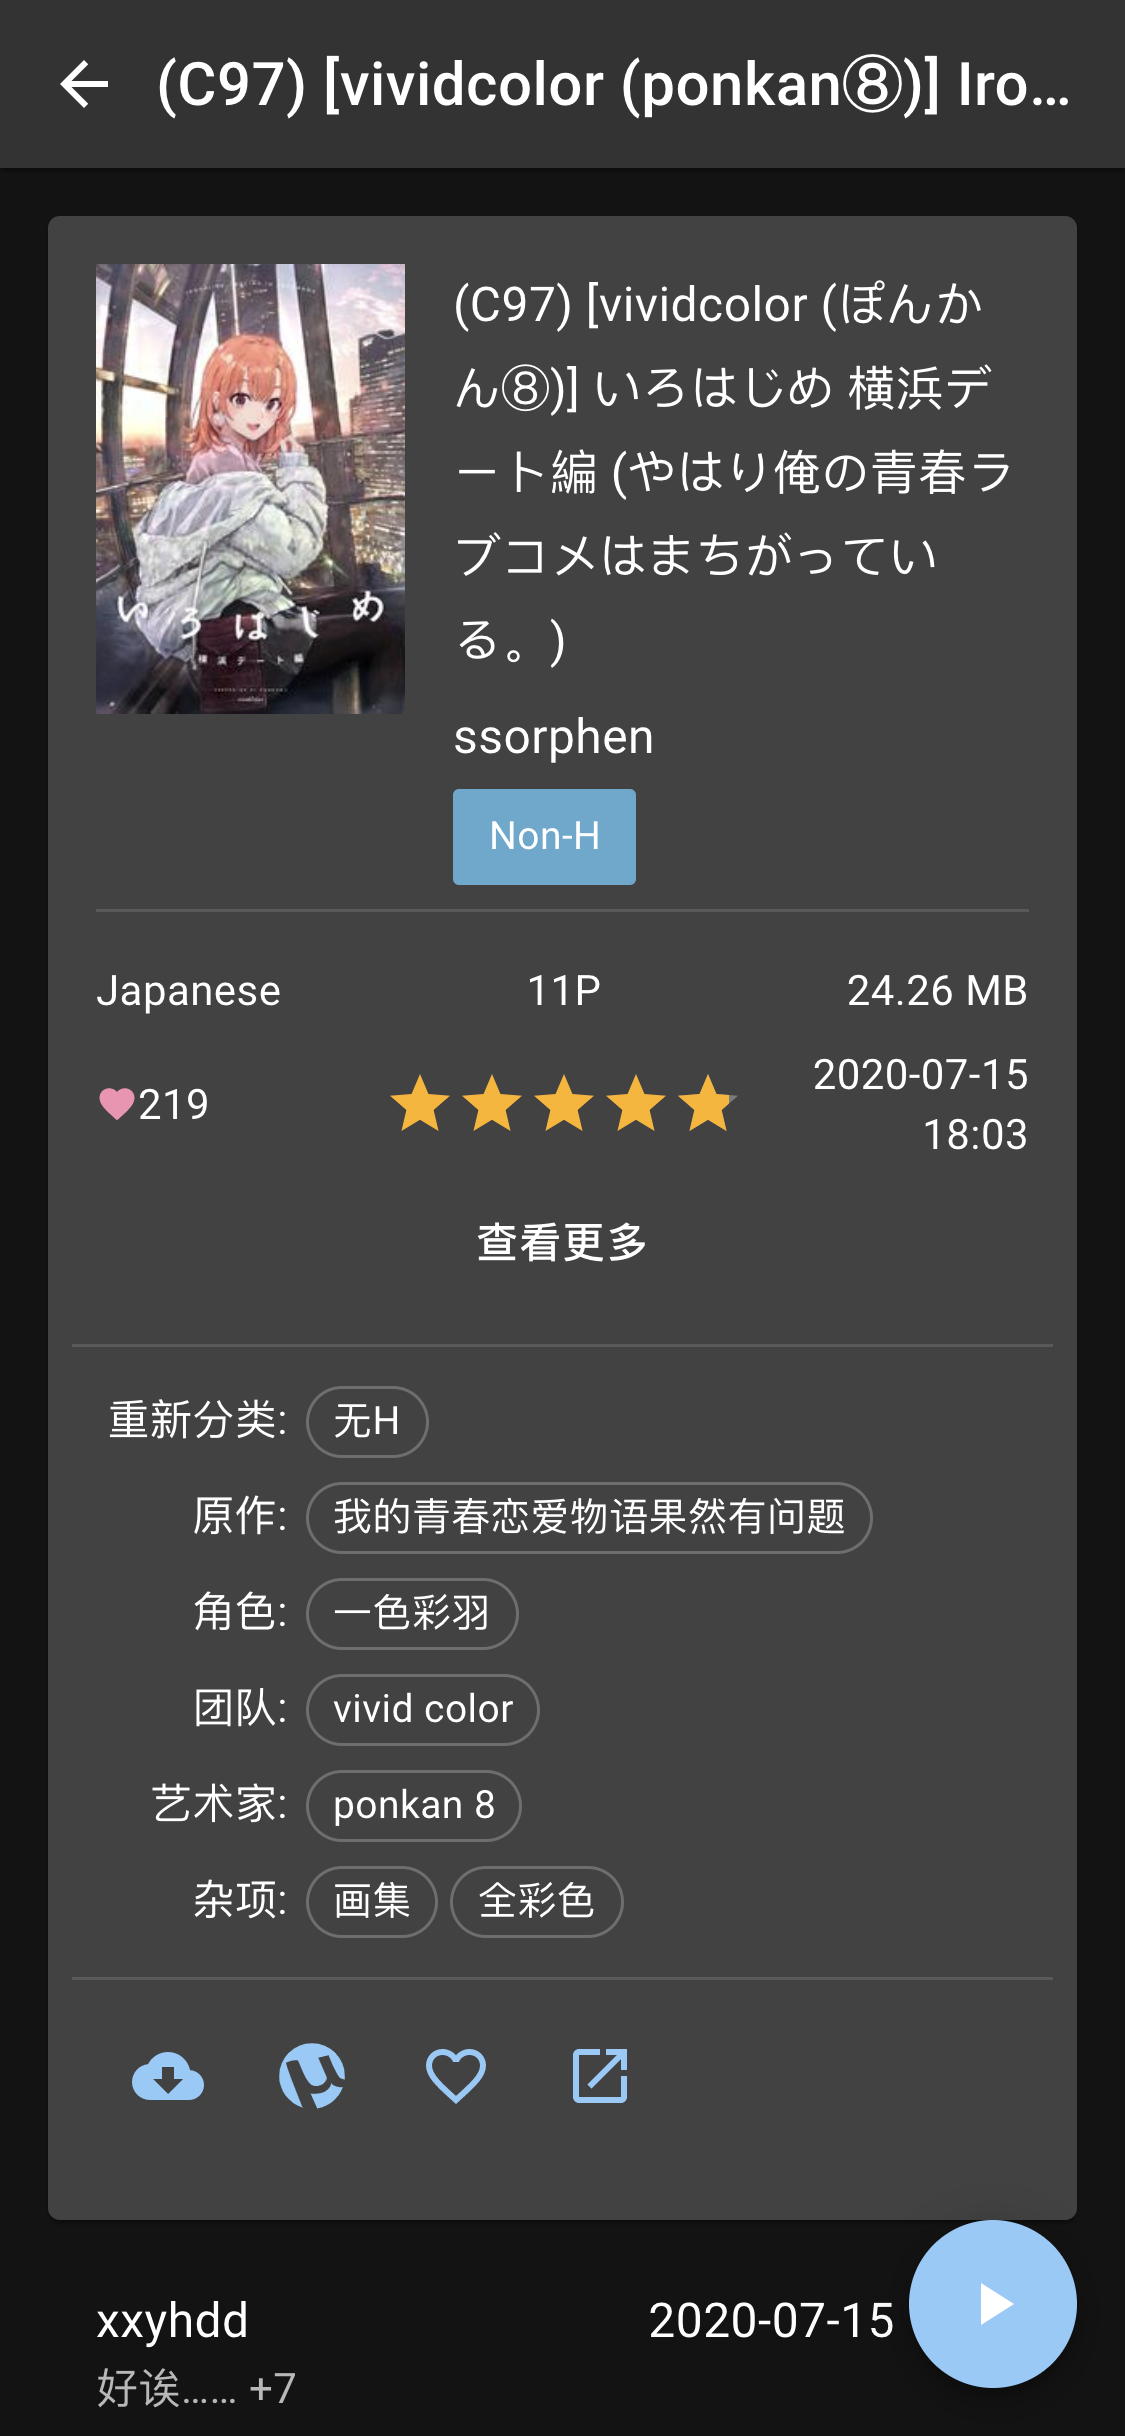 (C97) [vividcolor (ponkan⑧)] Iro...
(C97) [vividcolor (ぽんか
ん⑧)] いろはじめ 横浜デ
ート編 (やはり俺の青春ラ
ブコメはまちがってい
る。)
いろはじめ
横浜デート編
ssorphen
Non-H
Japanese
11P
24.26 MB
219
2020-07-15
18:03
查看更多
重新分类: 无H
原作: 我的青春恋爱物语果然有问题
角色: 一色彩羽
团队: vivid color
艺术家: ponkan 8
杂项: 画集 全彩色
xxyhdd
2020-07-15
好诶…… +7